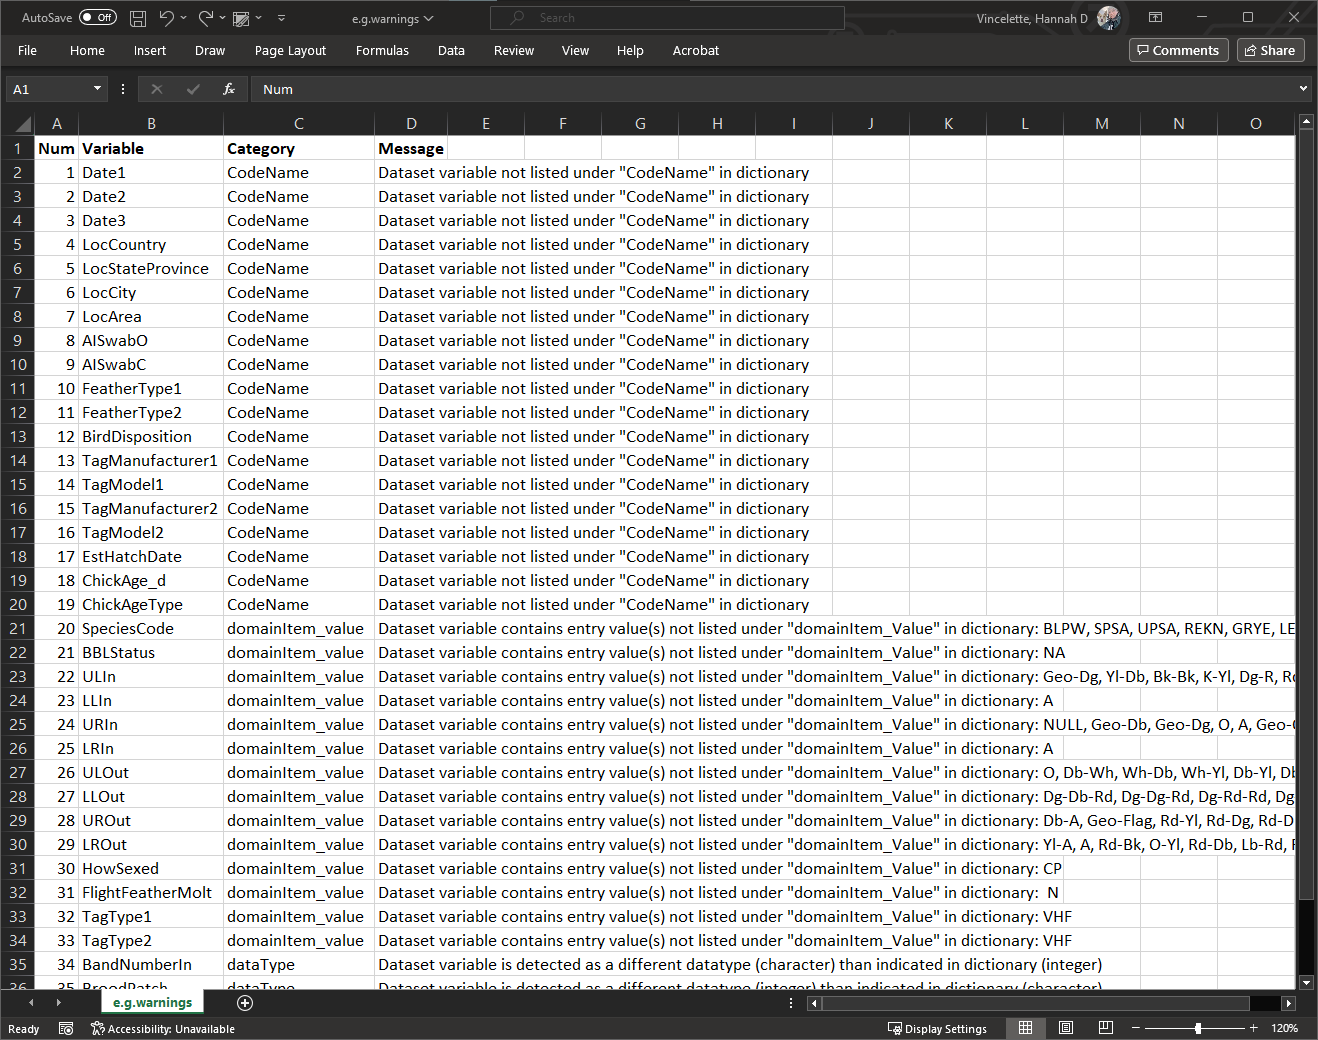 AutoSave Off e.g.warnings Search Vincelette, Hannah D
File Home Insert Draw Page Layout Formulas Data Review View Help Acrobat Comments Share
A1 fx Num
A B C D E F G H I J K L M N O
1 Num Variable Category Message
2 1 Date1 CodeName Dataset variable not listed under "CodeName" in dictionary
3 2 Date2 CodeName Dataset variable not listed under "CodeName" in dictionary
4 3 Date3 CodeName Dataset variable not listed under "CodeName" in dictionary
5 4 LocCountry CodeName Dataset variable not listed under "CodeName" in dictionary
6 5 LocStateProvince CodeName Dataset variable not listed under "CodeName" in dictionary
7 6 LocCity CodeName Dataset variable not listed under "CodeName" in dictionary
8 7 LocArea CodeName Dataset variable not listed under "CodeName" in dictionary
9 8 AISwabO CodeName Dataset variable not listed under "CodeName" in dictionary
10 9 AISwabC CodeName Dataset variable not listed under "CodeName" in dictionary
11 10 FeatherType1 CodeName Dataset variable not listed under "CodeName" in dictionary
12 11 FeatherType2 CodeName Dataset variable not listed under "CodeName" in dictionary
13 12 BirdDisposition CodeName Dataset variable not listed under "CodeName" in dictionary
14 13 TagManufacturer1 CodeName Dataset variable not listed under "CodeName" in dictionary
15 14 TagModel1 CodeName Dataset variable not listed under "CodeName" in dictionary
16 15 TagManufacturer2 CodeName Dataset variable not listed under "CodeName" in dictionary
17 16 TagModel2 CodeName Dataset variable not listed under "CodeName" in dictionary
18 17 EstHatchDate CodeName Dataset variable not listed under "CodeName" in dictionary
19 18 ChickAge_d CodeName Dataset variable not listed under "CodeName" in dictionary
20 19 ChickAgeType CodeName Dataset variable not listed under "CodeName" in dictionary
21 20 SpeciesCode domainItem_value Dataset variable contains entry value(s) not listed under "domainItem_Value" in dictionary: BLPW, SPSA, UPSA, REKN, GRYE, LE
22 21 BBLStatus domainItem_value Dataset variable contains entry value(s) not listed under "domainItem_Value" in dictionary: NA
23 22 ULIn domainItem_value Dataset variable contains entry value(s) not listed under "domainItem_Value" in dictionary: Geo-Dg, Yl-Db, Bk-Bk, K-Yl, Dg-R, Rd
24 23 LLIn domainItem_value Dataset variable contains entry value(s) not listed under "domainItem_Value" in dictionary: A
25 24 URIn domainItem_value Dataset variable contains entry value(s) not listed under "domainItem_Value" in dictionary: NULL, Geo-Db, Geo-Dg, O, A, Geo-
26 25 LRIn domainItem_value Dataset variable contains entry value(s) not listed under "domainItem_Value" in dictionary: A
27 26 ULOut domainItem_value Dataset variable contains entry value(s) not listed under "domainItem_Value" in dictionary: O, Db-Wh, Wh-Db, Wh-Yl, Db-Yl, Db
28 27 LLOut domainItem_value Dataset variable contains entry value(s) not listed under "domainItem_Value" in dictionary: Dg-Db-Rd, Dg-Dg-Rd, Dg-Rd-Rd, Dg
29 28 UROut domainItem_value Dataset variable contains entry value(s) not listed under "domainItem_Value" in dictionary: Db-A, Geo-Flag, Rd-Yl, Rd-Dg, Rd-D
30 29 LROut domainItem_value Dataset variable contains entry value(s) not listed under "domainItem_Value" in dictionary: Yl-A, A, Rd-Bk, O-Yl, Rd-Db, Lb-Rd,
31 30 HowSexed domainItem_value Dataset variable contains entry value(s) not listed under "domainItem_Value" in dictionary: CP
32 31 FlightFeatherMolt domainItem_value Dataset variable contains entry value(s) not listed under "domainItem_Value" in dictionary: N
33 32 TagType1 domainItem_value Dataset variable contains entry value(s) not listed under "domainItem_Value" in dictionary: VHF
34 33 TagType2 domainItem_value Dataset variable contains entry value(s) not listed under "domainItem_Value" in dictionary: VHF
35 34 BandNumberIn dataType Dataset variable is detected as a different datatype (character) than indicated in dictionary (integer)
36 35 BroodPatch dataType Dataset variable is detected as a different datatype (integer) than indicated in dictionary (character)
e.g.warnings
Ready Accessibility: Unavailable Display Settings 120%